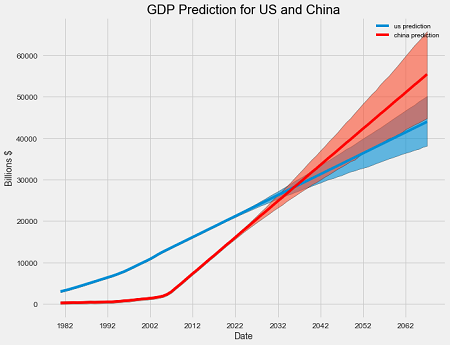 GDP Prediction for US and China
us prediction
china prediction
Billions $
60000
50000
40000
30000
20000
10000
0
1982 1992 2002 2012 2022 2032 2042 2052 2062
Date